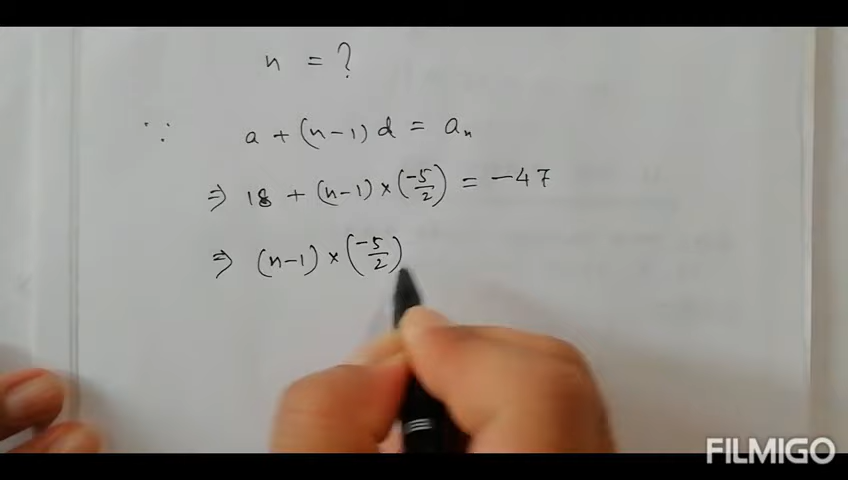 n = ?
∵ a + (n-1) d = aₙ
⇒ 18 + (n-1) × (-5/2) = -47
⇒ (n-1) × (-5/2)
FILMIGO